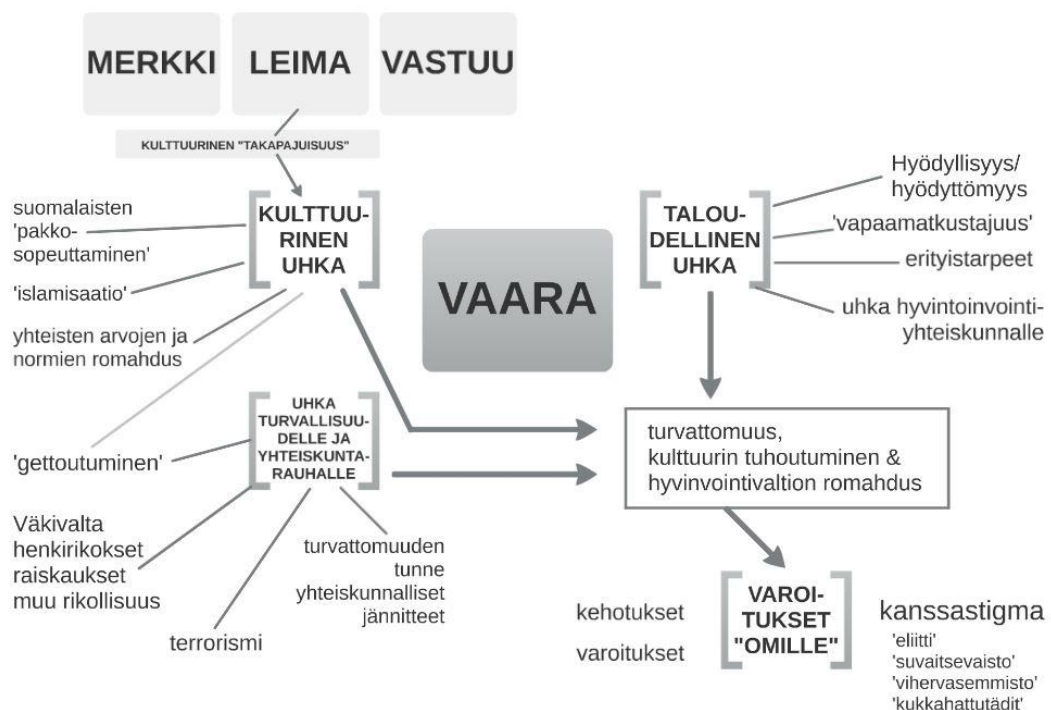 MERKKI
LEIMA
VASTUU
KULTTUURINEN "TAKAPAJUISUUS"
suomalaisten
'pakko-
sopeuttaminen'
'islamisaatio'
yhteisten arvojen ja
normien romahdus
KULTTUU-
RINEN
UHKA
VAARA
TALOU-
DELLINEN
UHKA
Hyödyllisyys/
hyödyttömyys
'vapaamatkustajuus'
erityistarpeet
uhka hyvintoinvointi-
yhteiskunnalle
'gettoutuminen'
UHKA
TURVALLISUU-
DELLE JA
YHTEISKUNTA-
RAUHALLE
Väkivalta
henkirikokset
raiskaukset
muu rikollisuus
terrorismi
turvattomuuden
tunne
yhteiskunnalliset
jännitteet
turvattomuus,
kulttuurin tuhoutuminen &
hyvinvointivaltion romahdus
kehotukset
varoitukset
VAROI-
TUKSET
"OMILLE"
kanssastigma
'eliitti'
'suvaitsevaisto'
'vihervasemmisto'
'kukkahattutädit'